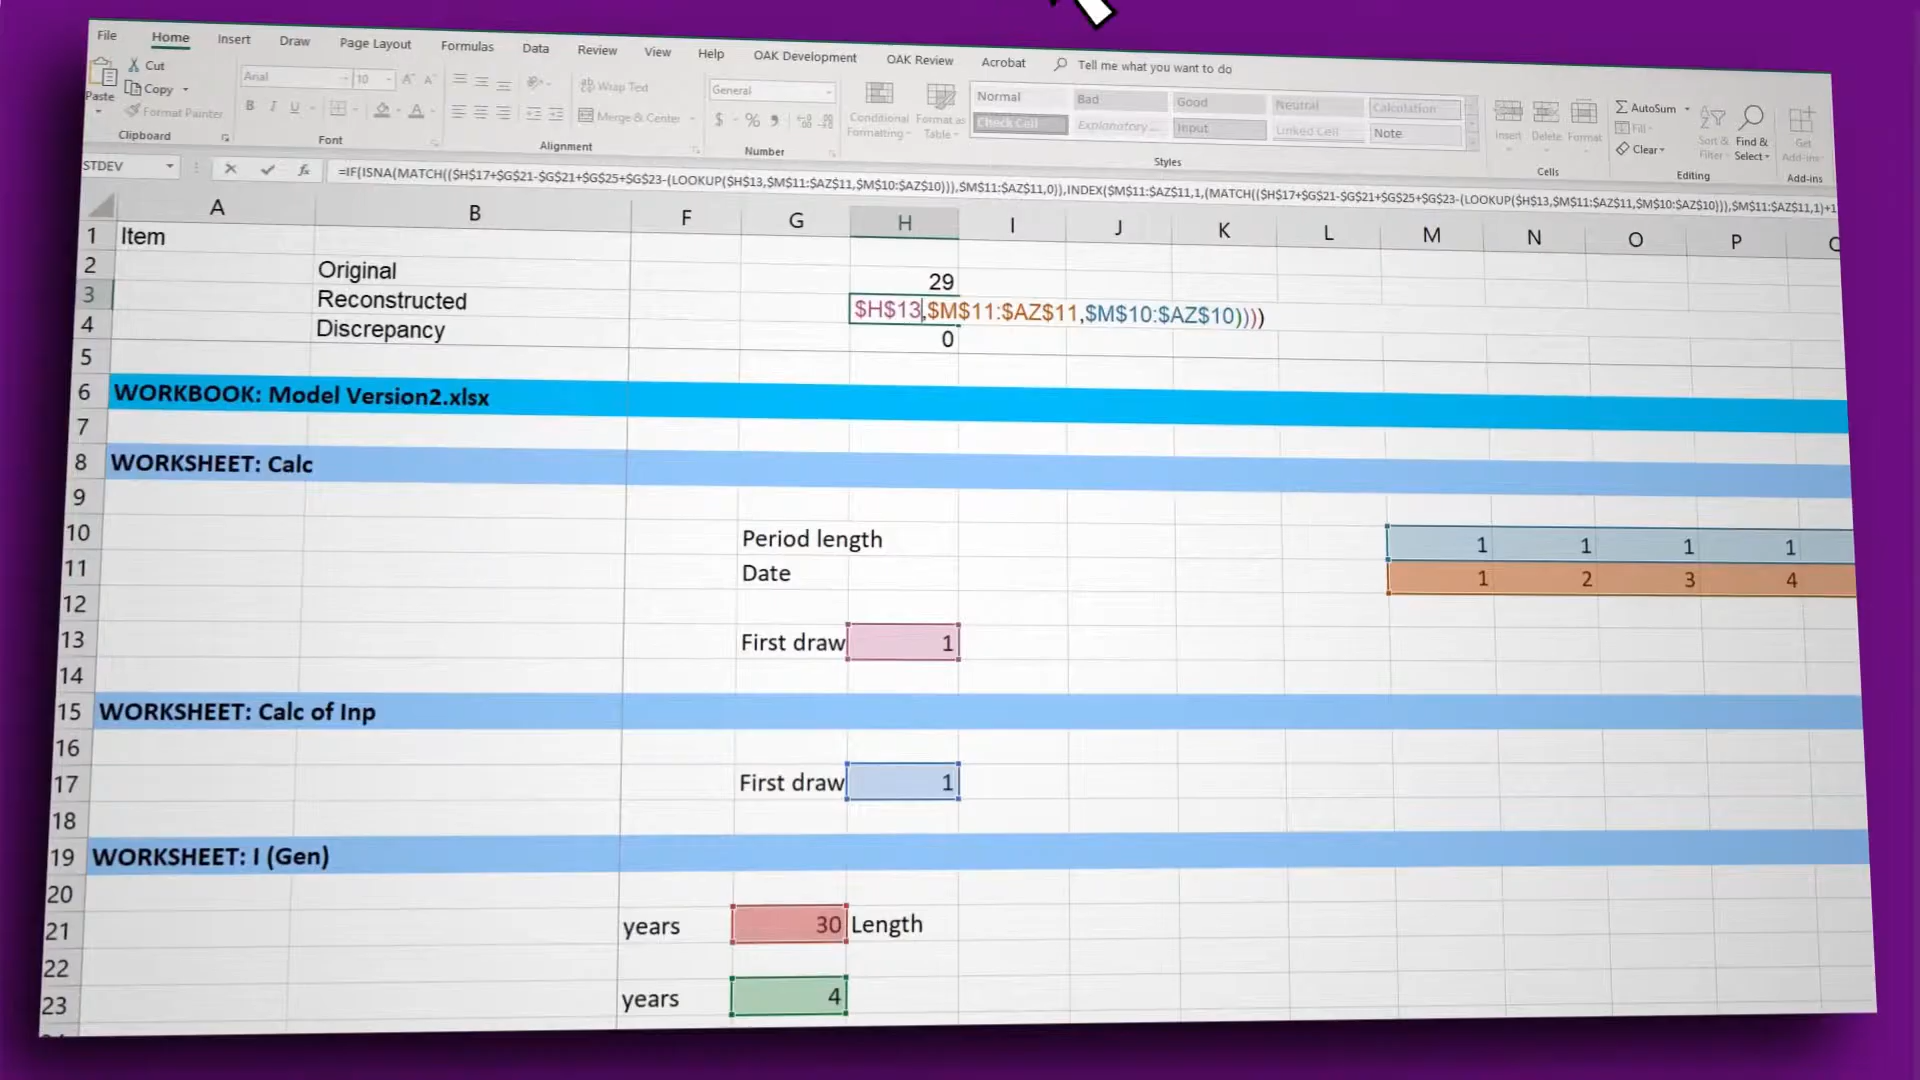 File Home Insert Draw Page Layout Formulas Data Review View Help OAK Development OAK Review Acrobat Tell me what you want to do
Paste
Cut
Copy
Format Painter
Clipboard
Arial 10
B I U
Font
Wrap Text
Merge & Center
Alignment
General
$ % ,
Number
Conditional Formatting
Format as Table
Normal Bad Good Neutral Calculation
Check Cell Explanatory ... Input Linked Cell Note
Styles
Insert Delete Format
Cells
AutoSum
Fill
Clear
Sort & Filter
Find & Select
Editing
Get Add-ins
Add-ins
STDEV fx =IF(ISNA(MATCH(($H$17+$G$21-$G$21+$G$25+$G$23-(LOOKUP($H$13,$M$11:$AZ$11,$M$10:$AZ$10))),$M$11:$AZ$11,0)),INDEX($M$11:$AZ$11,1,(MATCH(($H$17+$G$21-$G$21+$G$25+$G$23-(LOOKUP($H$13,$M$11:$AZ$11,$M$10:$AZ$10))),$M$11:$AZ$11,1)+1
A B F G H I J K L M N O P
1 Item
2 Original 29
3 Reconstructed $H$13,$M$11:$AZ$11,$M$10:$AZ$10))))
4 Discrepancy 0
5
6 WORKBOOK: Model Version2.xlsx
7
8 WORKSHEET: Calc
9
10 Period length 1 1 1 1
11 Date 1 2 3 4
12
13 First draw 1
14
15 WORKSHEET: Calc of Inp
16
17 First draw 1
18
19 WORKSHEET: I (Gen)
20
21 years 30 Length
22
23 years 4